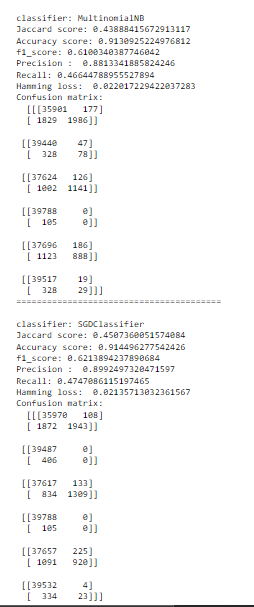 classifier: MultinomialNB
Jaccard score: 0.43888415672913117
Accuracy score: 0.9130925224976812
f1_score: 0.6100340387746042
Precision :  0.8813341885824246
Recall: 0.46644788955527894
Hamming loss:  0.022017229422037283
Confusion matrix:
[[[35901   177]
[ 1829  1986]]
[[39440    47]
[  328    78]]
[[37624   126]
[ 1002  1141]]
[[39788     0]
[  105     0]]
[[37696   186]
[ 1123   888]]
[[39517    19]
[  328    29]]]
========================================
classifier: SGDClassifier
Jaccard score: 0.4507360051574084
Accuracy score: 0.914496277542426
f1_score: 0.6213894237890684
Precision :  0.8992497320471597
Recall: 0.4747086115197465
Hamming loss:  0.02135713032361567
Confusion matrix:
[[[35970   108]
[ 1872  1943]]
[[39487     0]
[  406     0]]
[[37617   133]
[  834  1309]]
[[39788     0]
[  105     0]]
[[37657   225]
[ 1091   920]]
[[39532     4]
[  334    23]]]